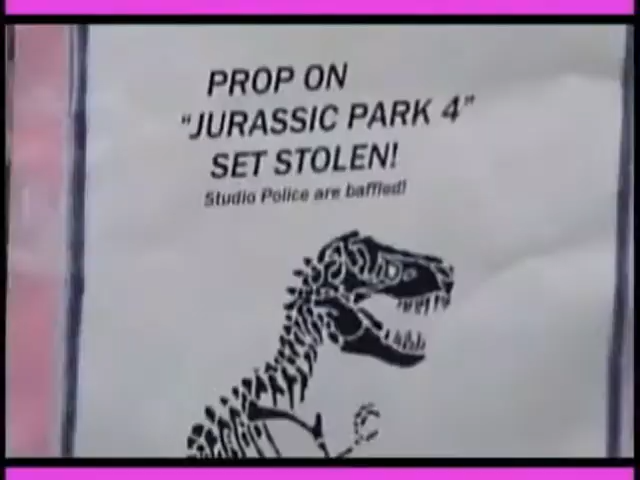 PROP ON
"JURASSIC PARK 4"
SET STOLEN!
Studio Police are baffled!